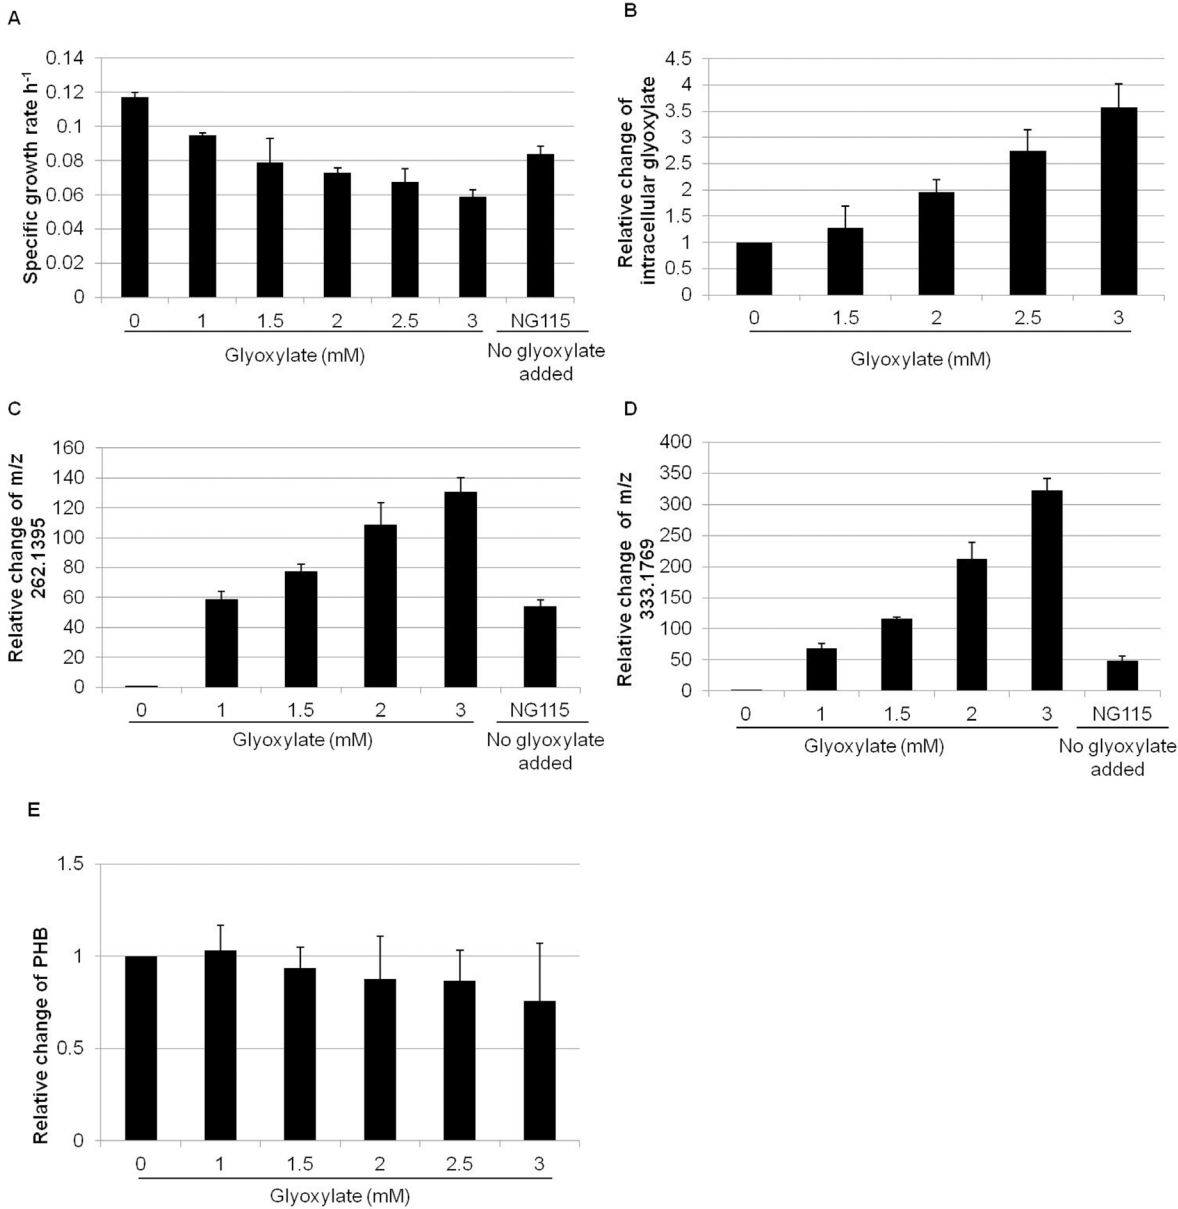 A
Specific growth rate h⁻¹
0.14
0.12
0.1
0.08
0.06
0.04
0.02
0
0 1 1.5 2 2.5 3 NG115
Glyoxylate (mM)
No glyoxylate
added
B
Relative change of
intracellular glyoxylate
4.5
4
3.5
3
2.5
2
1.5
1
0.5
0
0 1.5 2 2.5 3
Glyoxylate (mM)
C
Relative change of m/z
262.1395
160
140
120
100
80
60
40
20
0
0 1 1.5 2 3 NG115
Glyoxylate (mM)
No glyoxylate
added
D
Relative change of m/z
333.1769
400
350
300
250
200
150
100
50
0
0 1 1.5 2 3 NG115
Glyoxylate (mM)
No glyoxylate
added
E
Relative change of PHB
1.5
1
0.5
0
0 1 1.5 2 2.5 3
Glyoxylate (mM)